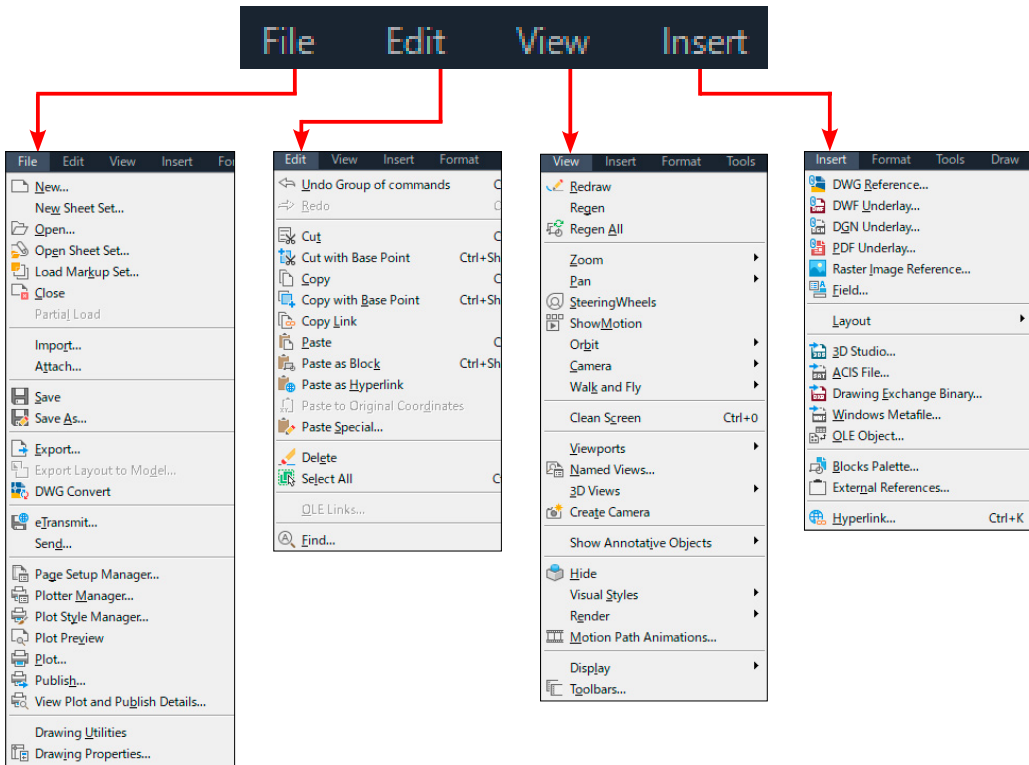 File Edit View Insert
File Edit View Insert For
New...
New Sheet Set...
Open...
Open Sheet Set...
Load Markup Set...
Close
Partial Load
Import...
Attach...
Save
Save As...
Export...
Export Layout to Model...
DWG Convert
eTransmit...
Send...
Page Setup Manager...
Plotter Manager...
Plot Style Manager...
Plot Preview
Plot...
Publish...
View Plot and Publish Details...
Drawing Utilities
Drawing Properties...
Edit View Insert Format
Undo Group of commands C
Redo C
Cut C
Cut with Base Point Ctrl+Sh
Copy C
Copy with Base Point Ctrl+Sh
Copy Link
Paste C
Paste as Block Ctrl+Sh
Paste as Hyperlink
Paste to Original Coordinates
Paste Special...
Delete
Select All C
OLE Links...
Find...
View Insert Format Tools
Redraw
Regen
Regen All
Zoom
Pan
SteeringWheels
ShowMotion
Orbit
Camera
Walk and Fly
Clean Screen Ctrl+0
Viewports
Named Views...
3D Views
Create Camera
Show Annotative Objects
Hide
Visual Styles
Render
Motion Path Animations...
Display
Toolbars...
Insert Format Tools Draw
DWG Reference...
DWF Underlay...
DGN Underlay...
PDF Underlay...
Raster Image Reference...
Field...
Layout
3D Studio...
ACIS File...
Drawing Exchange Binary...
Windows Metafile...
OLE Object...
Blocks Palette...
External References...
Hyperlink... Ctrl+K